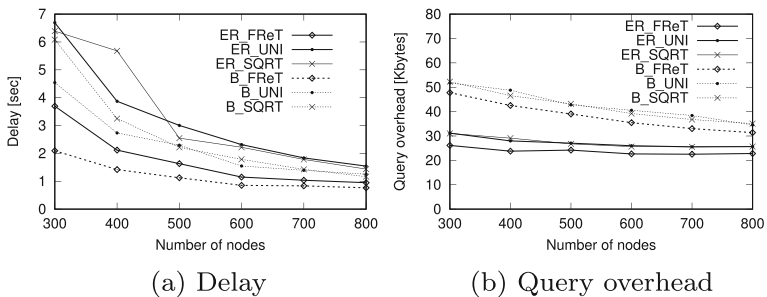 7
6
5
4
3
2
1
0
Delay [sec]
ER_FReT
ER_UNI
ER_SQRT
B_FReT
B_UNI
B_SQRT
300 400 500 600 700 800
Number of nodes
(a) Delay
80
70
60
50
40
30
20
10
0
Query overhead [Kbytes]
ER_FReT
ER_UNI
ER_SQRT
B_FReT
B_UNI
B_SQRT
300 400 500 600 700 800
Number of nodes
(b) Query overhead